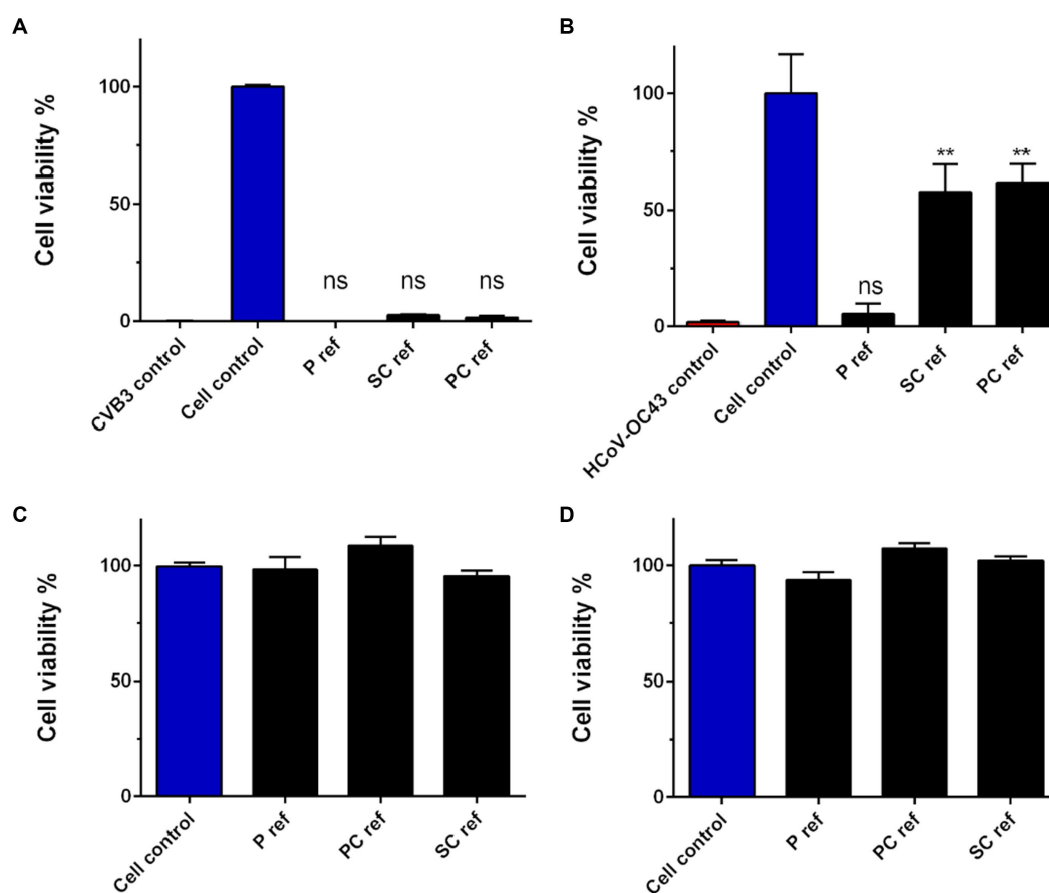 A
Cell viability %
100
50
0
ns
ns
ns
CVB3 control
Cell control
P ref
SC ref
PC ref
B
Cell viability %
100
50
0
ns
**
**
HCoV-OC43 control
Cell control
P ref
SC ref
PC ref
C
Cell viability %
100
50
0
Cell control
P ref
PC ref
SC ref
D
Cell viability %
100
50
0
Cell control
P ref
PC ref
SC ref